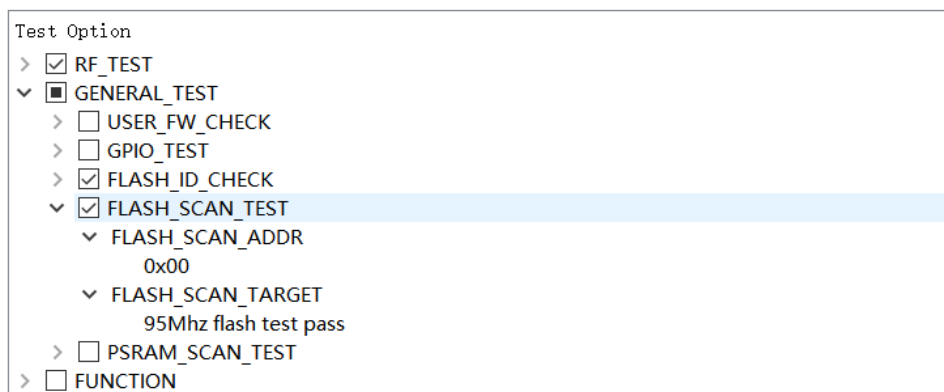 Test Option
RF_TEST
GENERAL_TEST
USER_FW_CHECK
GPIO_TEST
FLASH_ID_CHECK
FLASH_SCAN_TEST
FLASH_SCAN_ADDR
0x00
FLASH_SCAN_TARGET
95Mhz flash test pass
PSRAM_SCAN_TEST
FUNCTION